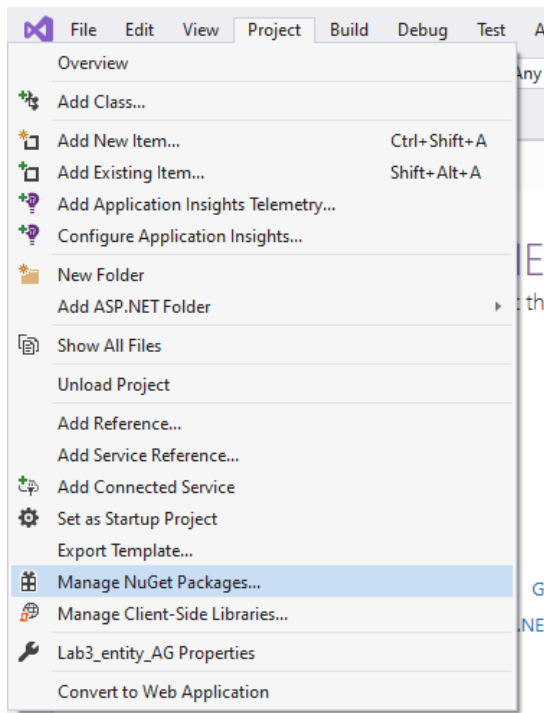 File Edit View Project Build Debug Test
Overview
Any
Add Class...
Add New Item... Ctrl+Shift+A
Add Existing Item... Shift+Alt+A
Add Application Insights Telemetry...
Configure Application Insights...
New Folder
Add ASP.NET Folder
Show All Files
Unload Project
Add Reference...
Add Service Reference...
Add Connected Service
Set as Startup Project
Export Template...
Manage NuGet Packages...
Manage Client-Side Libraries...
Lab3_entity_AG Properties
Convert to Web Application